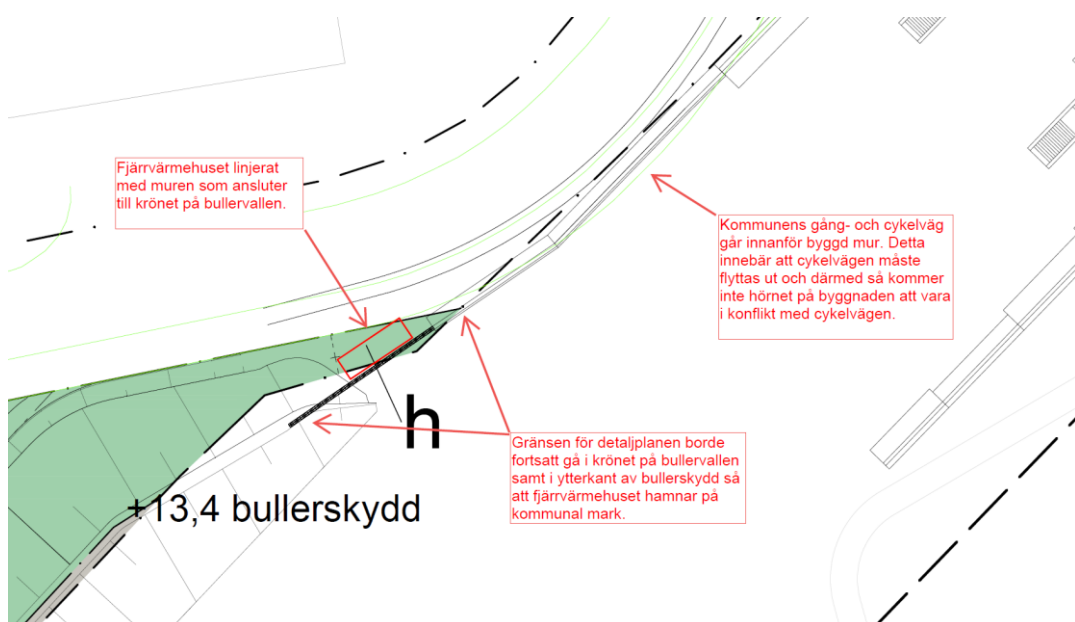 Fjärrvärmehuset linjerat
med muren som ansluter
till krönet på bullervallen.
Kommunens gång- och cykelväg
går innanför byggd mur. Detta
innebär att cykelvägen måste
flyttas ut och därmed så kommer
inte hörnet på byggnaden att vara
i konflikt med cykelvägen.
h
Gränsen för detaljplanen borde
fortsatt gå i krönet på bullervallen
samt i ytterkant av bullerskydd så
att fjärrvärmehuset hamnar på
kommunal mark.
+13,4 bullerskydd